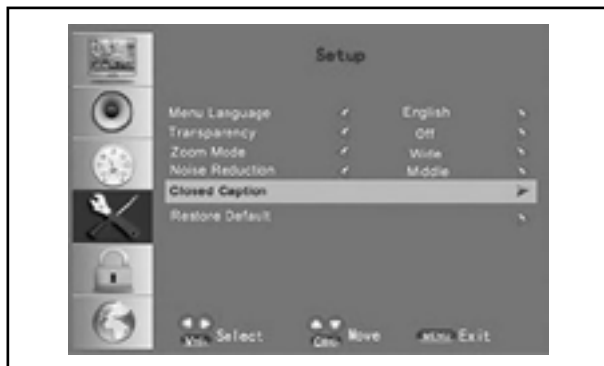 Setup
Menu Language English
Transparency Off
Zoom Mode Wide
Noise Reduction Middle
Closed Caption
Restore Default
Select Move MENU Exit